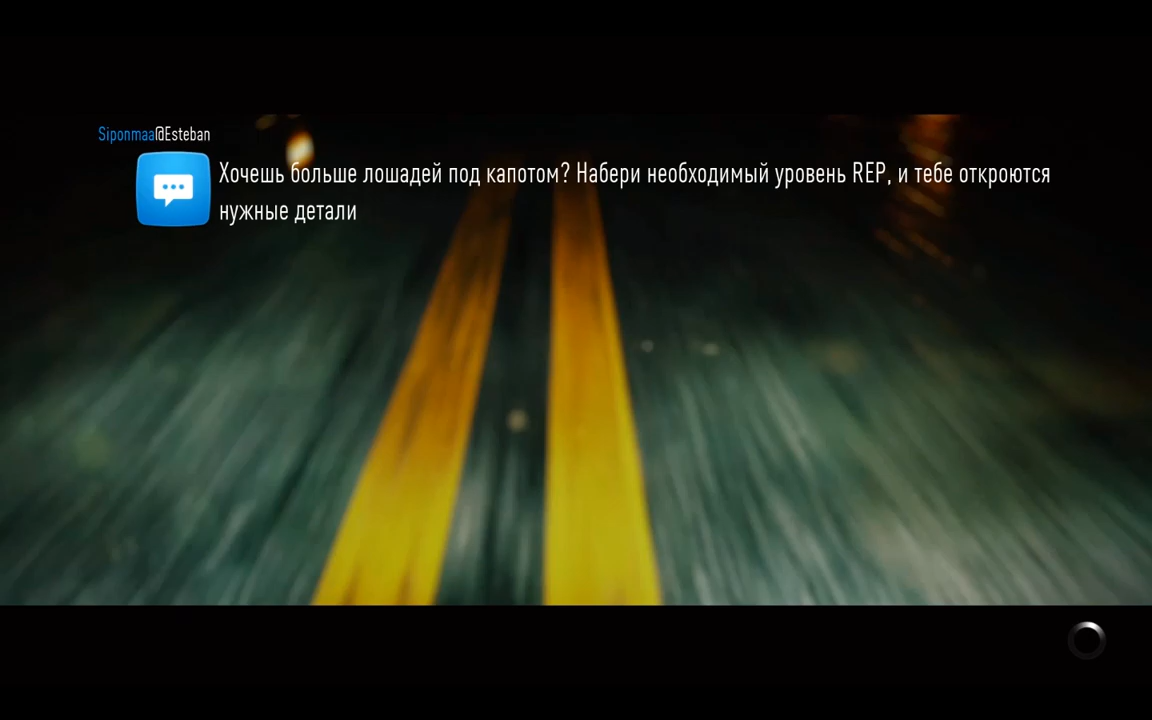 Siponmaa@Esteban
Хочешь больше лошадей под капотом? Набери необходимый уровень REP, и тебе откроются
нужные детали